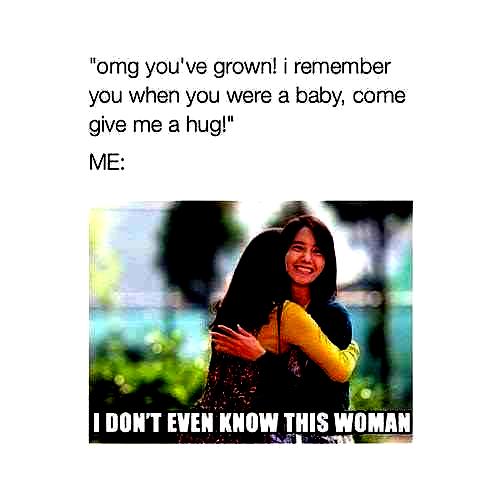 "omg you've grown! i remember
you when you were a baby, come
give me a hug!"
ME:
I DON'T EVEN KNOW THIS WOMAN